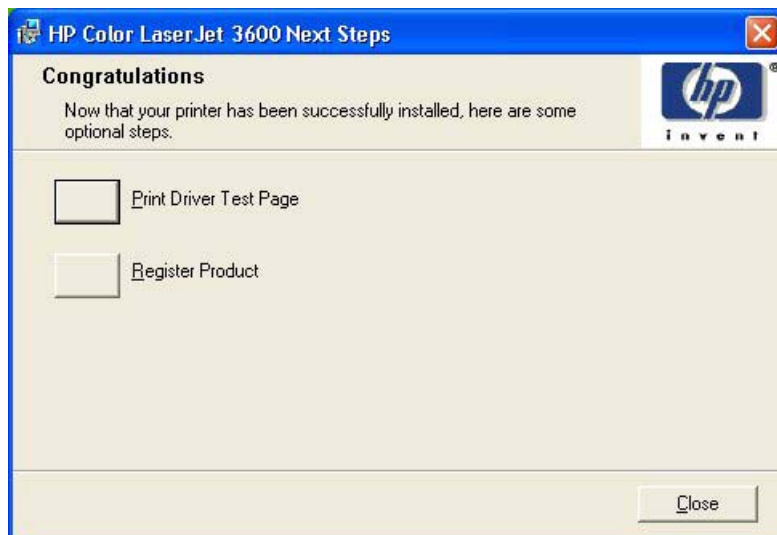 HP Color LaserJet 3600 Next Steps
Congratulations
Now that your printer has been successfully installed, here are some
optional steps.
hp
®
invent
Print Driver Test Page
Register Product
Close